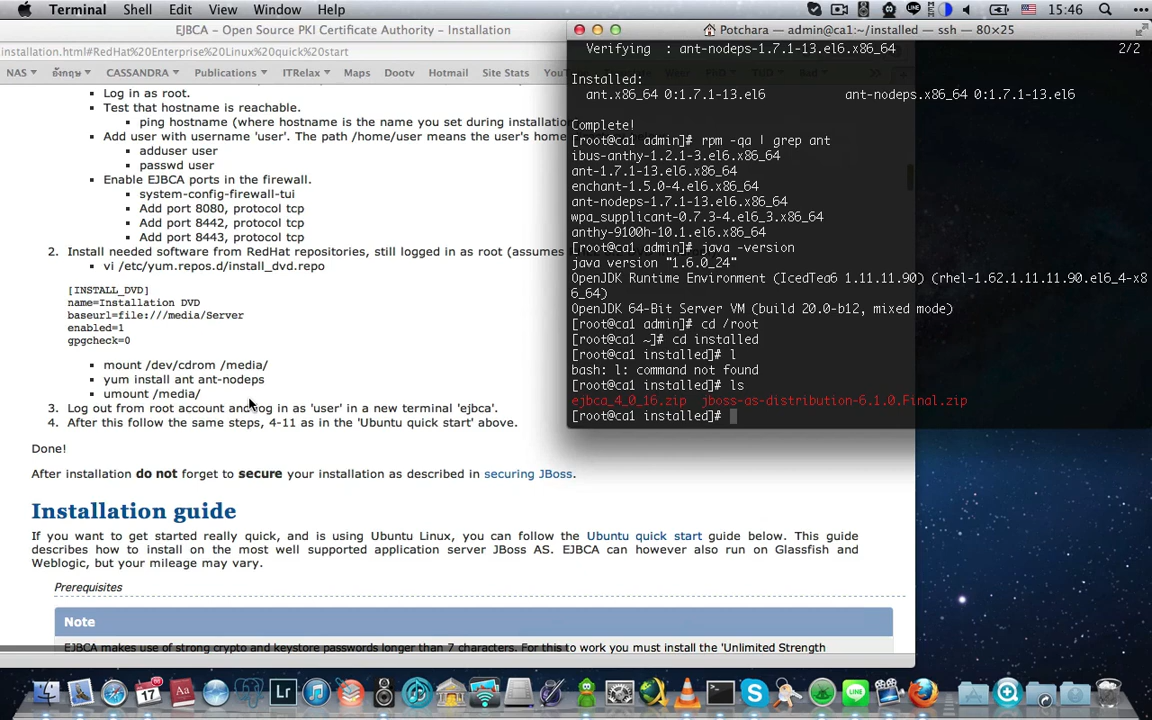 Terminal Shell Edit View Window Help 15:46
EJBCA – Open Source PKI Certificate Authority – Installation
installation.html#RedHat%20Enterprise%20Linux%20quick%20start
NAS อังกฤษ CASSANDRA Publications ITRelax Maps Dootv Hotmail Site Stats
Log in as root.
Test that hostname is reachable.
ping hostname (where hostname is the name you set during installation
Add user with username 'user'. The path /home/user means the user's home
adduser user
passwd user
Enable EJBCA ports in the firewall.
system-config-firewall-tui
Add port 8080, protocol tcp
Add port 8442, protocol tcp
Add port 8443, protocol tcp
2. Install needed software from RedHat repositories, still logged in as root (assumes
vi /etc/yum.repos.d/install_dvd.repo
[INSTALL_DVD]
name=Installation DVD
baseurl=file:///media/Server
enabled=1
gpgcheck=0
mount /dev/cdrom /media/
yum install ant ant-nodeps
umount /media/
3. Log out from root account and log in as 'user' in a new terminal 'ejbca'.
4. After this follow the same steps, 4-11 as in the 'Ubuntu quick start' above.
Done!
After installation do not forget to secure your installation as described in securing JBoss.
Installation guide
If you want to get started really quick, and is using Ubuntu Linux, you can follow the Ubuntu quick start guide below. This guide
describes how to install on the most well supported application server JBoss AS. EJBCA can however also run on Glassfish and
Weblogic, but your mileage may vary.
Prerequisites
Note
EJBCA makes use of strong crypto and keystore passwords longer than 7 characters. For this to work you must install the 'Unlimited Strength
Potchara — admin@ca1:~/installed — ssh — 80×25
Verifying : ant-nodeps-1.7.1-13.el6.x86_64 2/2
Installed:
ant.x86_64 0:1.7.1-13.el6 ant-nodeps.x86_64 0:1.7.1-13.el6
Complete!
[root@ca1 admin]# rpm -qa | grep ant
ibus-anthy-1.2.1-3.el6.x86_64
ant-1.7.1-13.el6.x86_64
enchant-1.5.0-4.el6.x86_64
ant-nodeps-1.7.1-13.el6.x86_64
wpa_supplicant-0.7.3-4.el6_3.x86_64
anthy-9100h-10.1.el6.x86_64
[root@ca1 admin]# java -version
java version "1.6.0_24"
OpenJDK Runtime Environment (IcedTea6 1.11.11.90) (rhel-1.62.1.11.11.90.el6_4-x8
6_64)
OpenJDK 64-Bit Server VM (build 20.0-b12, mixed mode)
[root@ca1 admin]# cd /root
[root@ca1 ~]# cd installed
[root@ca1 installed]# l
bash: l: command not found
[root@ca1 installed]# ls
ejbca_4_0_16.zip jboss-as-distribution-6.1.0.Final.zip
[root@ca1 installed]#